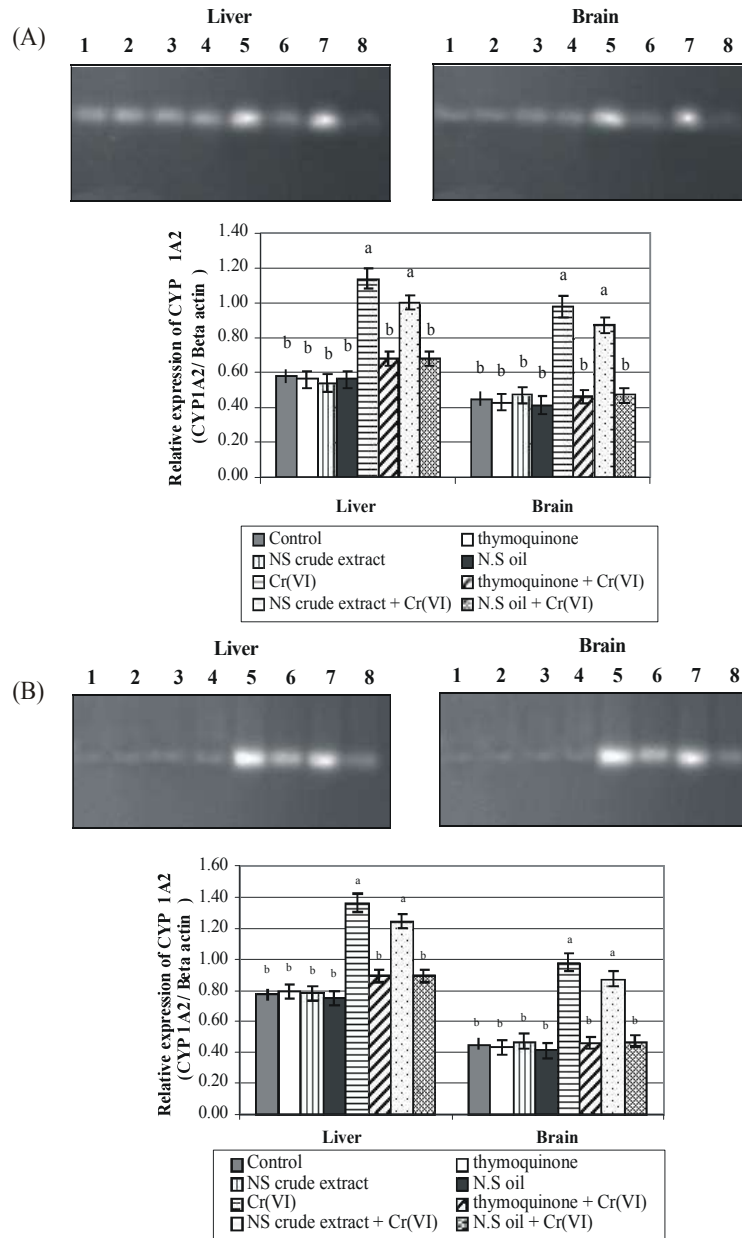 Liver Brain
(A)
1 2 3 4 5 6 7 8 1 2 3 4 5 6 7 8
Relative expression of CYP 1A2
(CYP1A2/ Beta actin )
1.40
1.20
1.00
0.80
0.60
0.40
0.20
0.00
b b b b a b a b b b b b a b a b
Liver Brain
Control thymoquinone
NS crude extract N.S oil
Cr(VI) thymoquinone + Cr(VI)
NS crude extract + Cr(VI) N.S oil + Cr(VI)
Liver Brain
(B)
1 2 3 4 5 6 7 8 1 2 3 4 5 6 7 8
Relative expression of CYP 1A2
(CYP1A2/ Beta actin )
1.60
1.40
1.20
1.00
0.80
0.60
0.40
0.20
0.00
b b b b a b a b b b b b a b a b
Liver Brain
Control thymoquinone
NS crude extract N.S oil
Cr(VI) thymoquinone + Cr(VI)
NS crude extract + Cr(VI) N.S oil + Cr(VI)